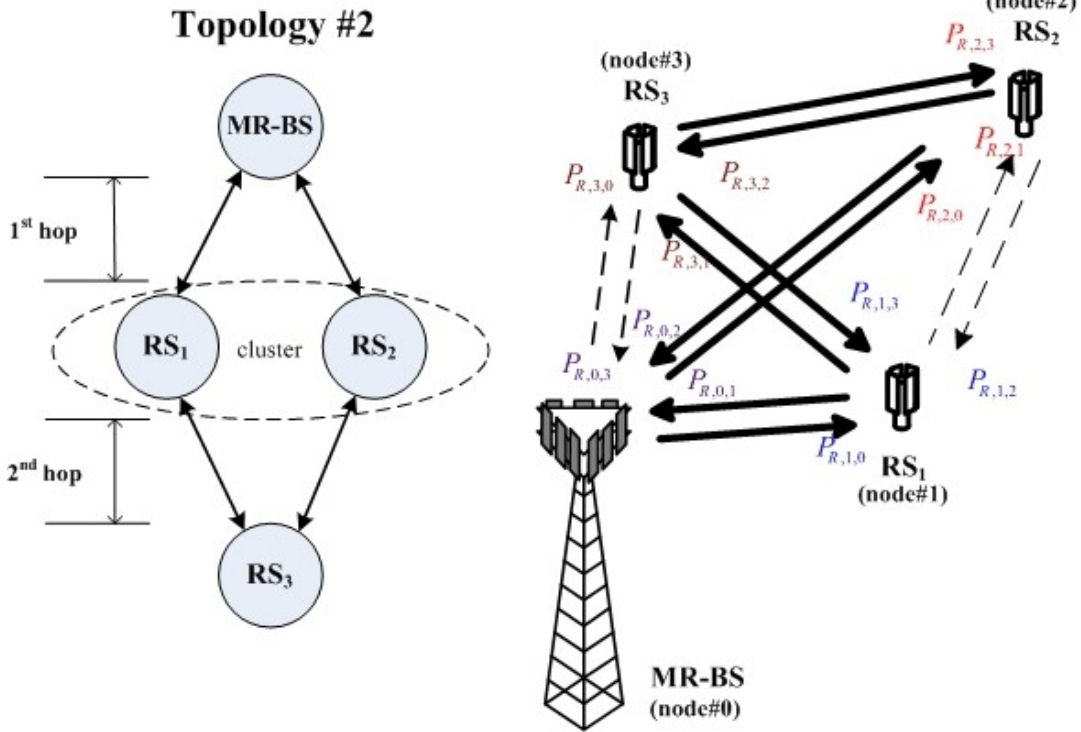 Topology #2
MR-BS
1st hop
RS1
cluster
RS2
2nd hop
RS3
(node#2)
RS2
PR,2,3
(node#3)
RS3
PR,2,1
PR,3,0
PR,3,2
PR,2,0
PR,3,1
PR,1,3
PR,0,2
PR,0,3
PR,0,1
PR,1,2
PR,1,0
RS1
(node#1)
MR-BS
(node#0)